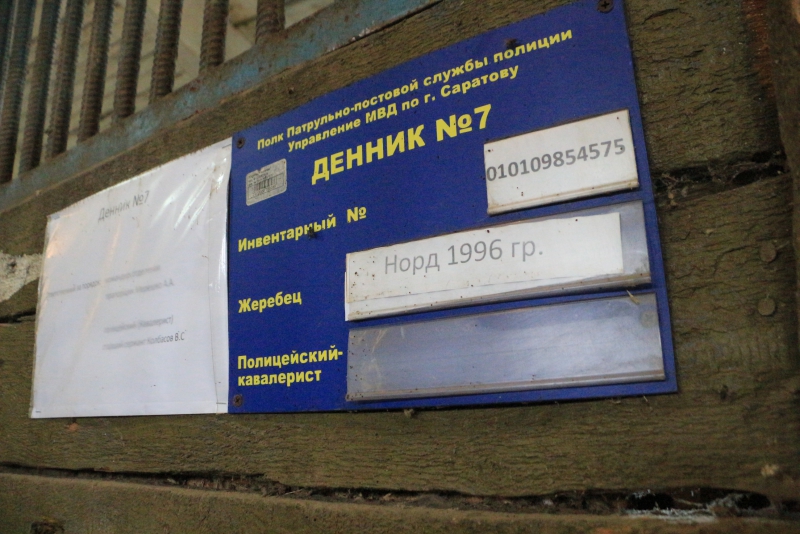 Полк Патрульно-постовой службы полиции
Управление МВД по г. Саратову
ДЕННИК №7
Инвентарный №
010109854575
Жеребец
Норд 1996 гр.
Полицейский-
кавалерист
Денник №7